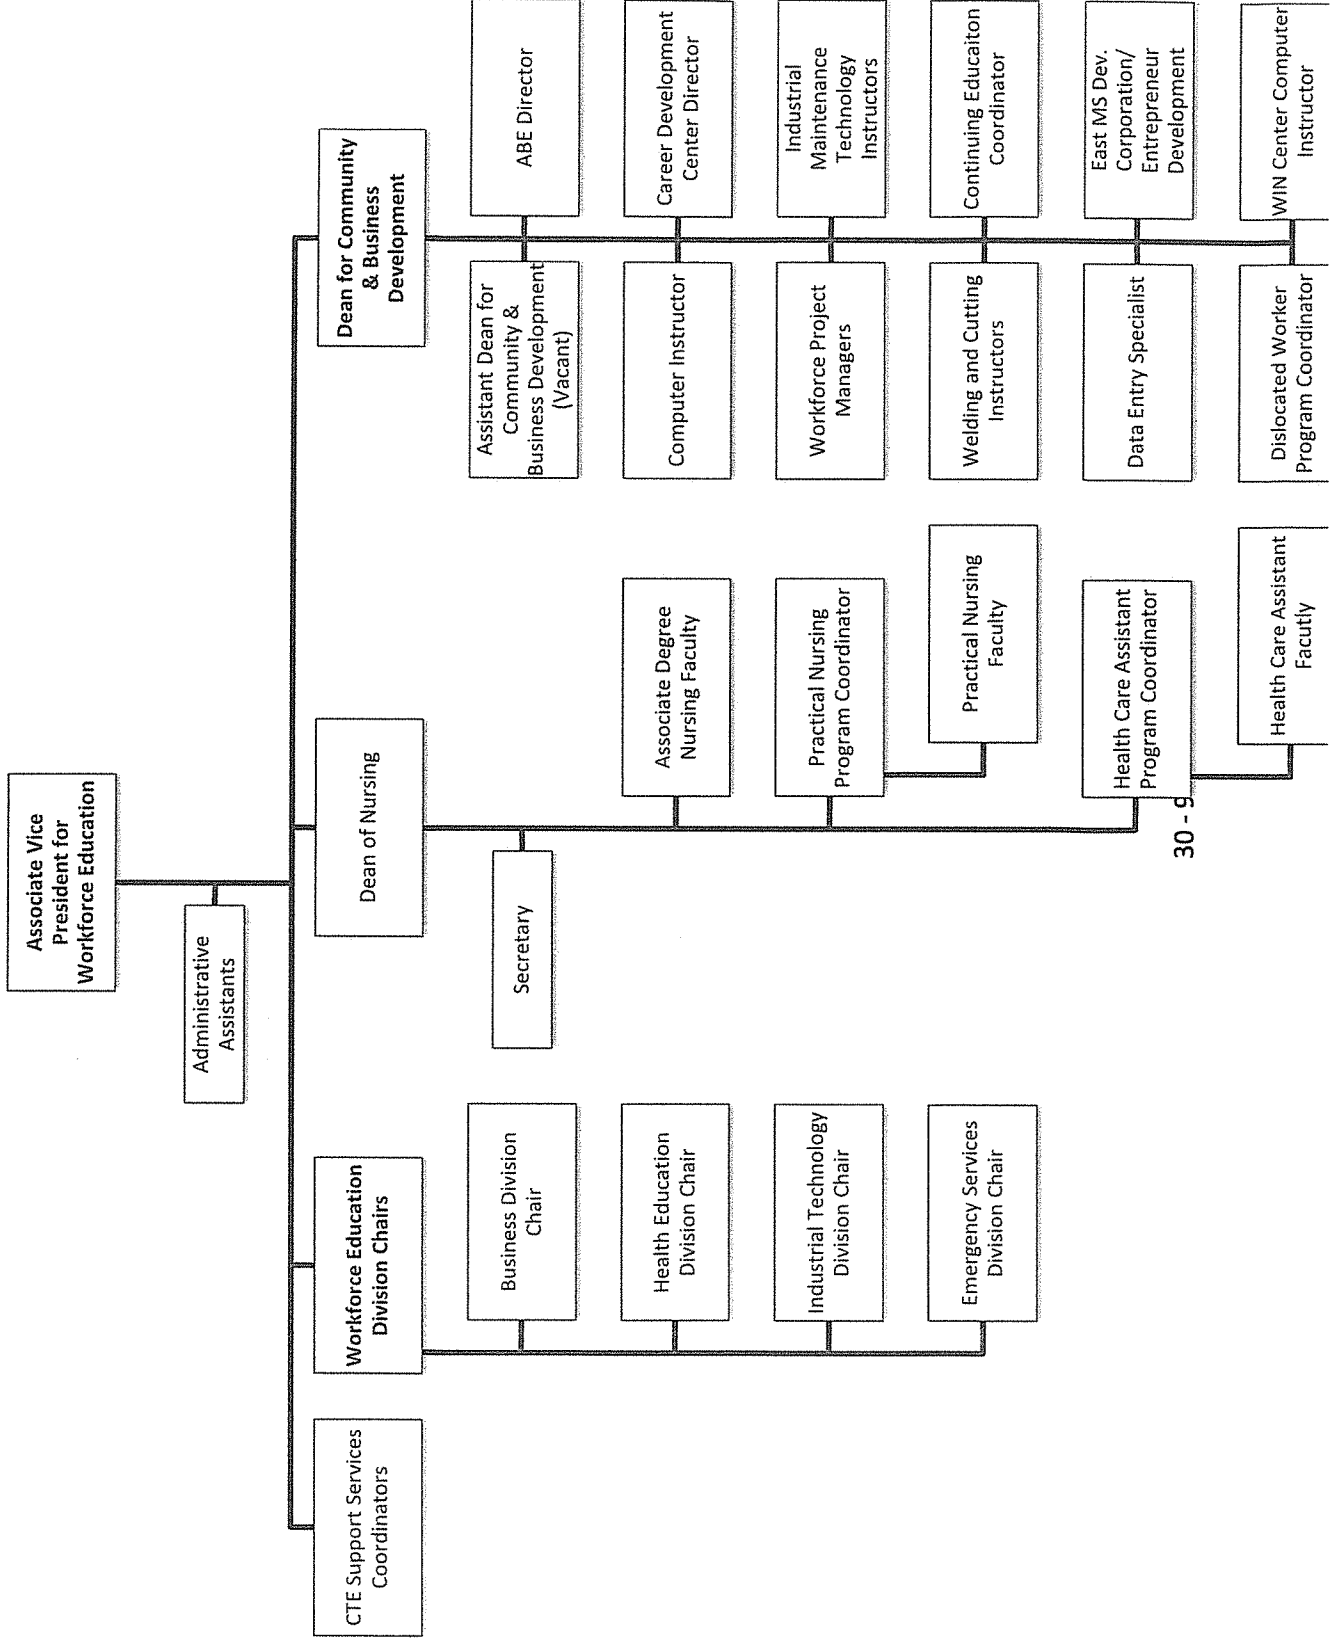 Associate Vice
President for
Workforce Education
Administrative
Assistants
CTE Support Services
Coordinators
Workforce Education
Division Chairs
Business Division
Chair
Health Education
Division Chair
Industrial Technology
Division Chair
Emergency Services
Division Chair
Dean of Nursing
Secretary
Associate Degree
Nursing Faculty
Practical Nursing
Program Coordinator
Practical Nursing
Faculty
Health Care Assistant
Program Coordinator
Health Care Assistant
Facutly
Dean for Community
& Business
Development
Assistant Dean for
Community &
Business Development
(Vacant)
ABE Director
Computer Instructor
Career Development
Center Director
Workforce Project
Managers
Industrial
Maintenance
Technology
Instructors
Welding and Cutting
Instructors
Continuing Educaiton
Coordinator
Data Entry Specialist
East MS Dev.
Corporation/
Entrepreneur
Development
Dislocated Worker
Program Coordinator
WIN Center Computer
Instructor
30 - 9